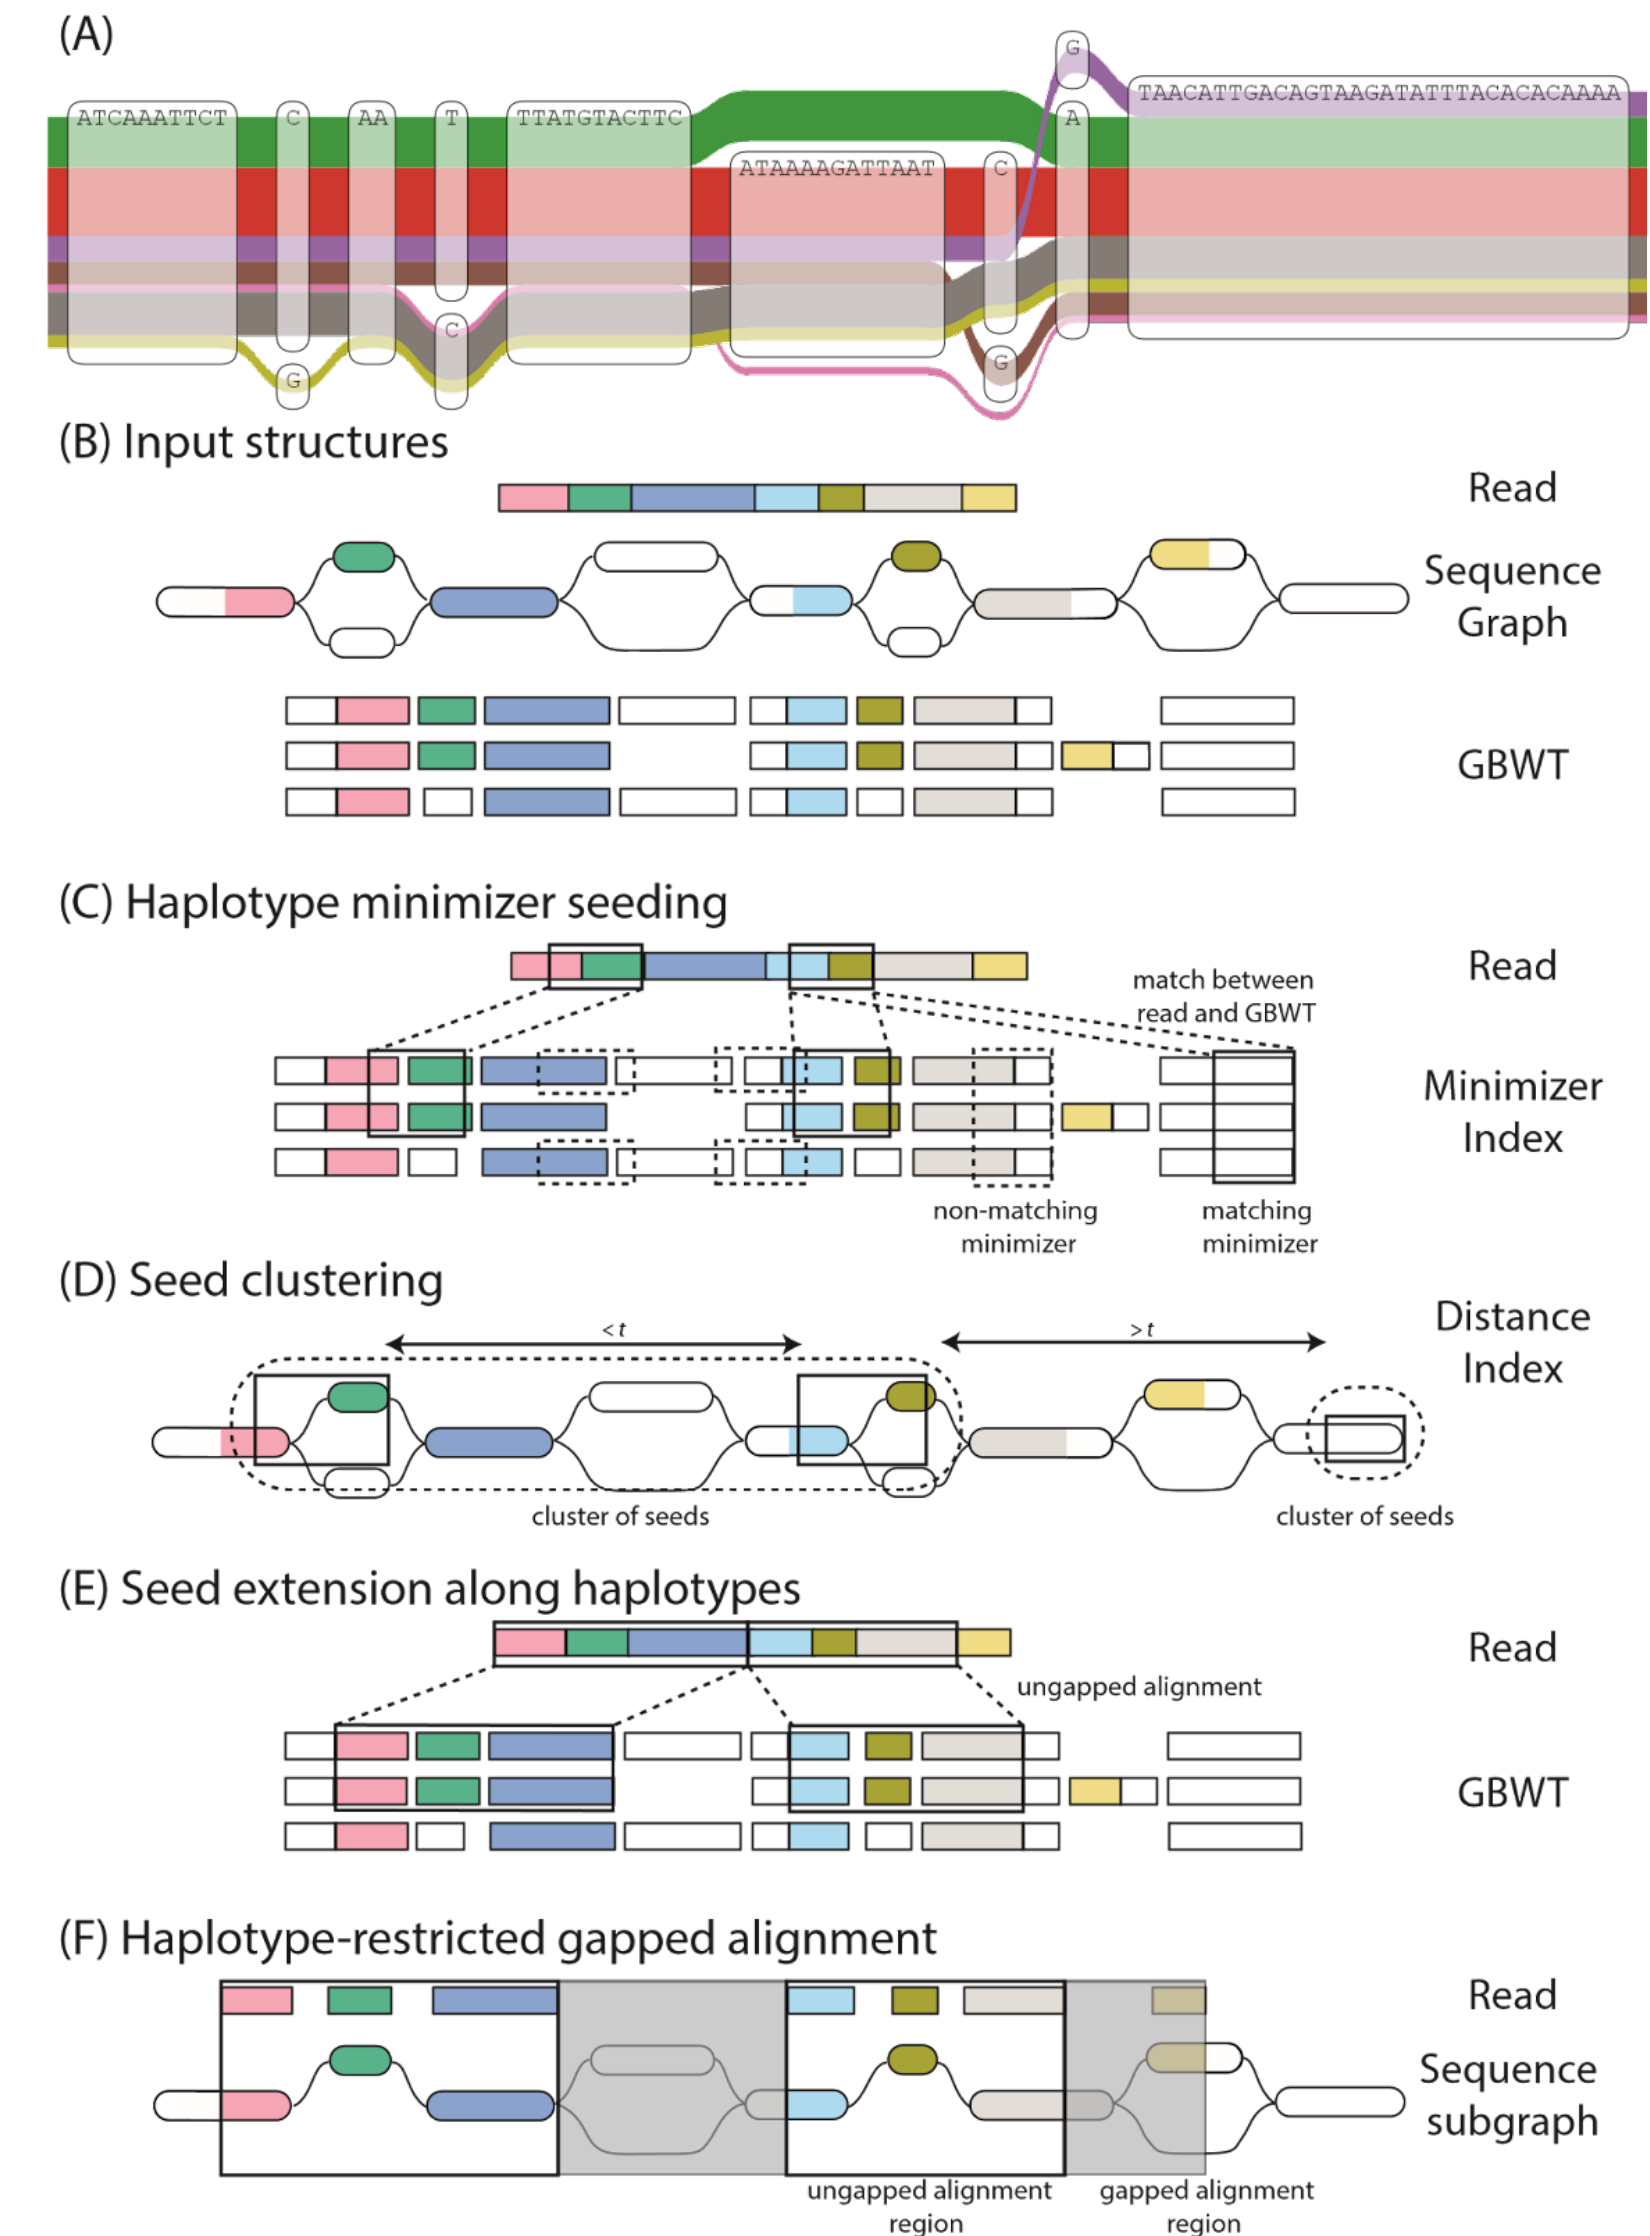 (A)
G
ATCAAATTCT C AA T TTATGTACTTC A TAACATTGACAGTAAGATATTTACACACAAAA
ATAAAAGATTAAT C
C
G
G
(B) Input structures
Read
Sequence
Graph
GBWT
(C) Haplotype minimizer seeding
Read
match between
read and GBWT
Minimizer
Index
non-matching
minimizer
matching
minimizer
(D) Seed clustering
< t
> t
Distance
Index
cluster of seeds
cluster of seeds
(E) Seed extension along haplotypes
Read
ungapped alignment
GBWT
(F) Haplotype-restricted gapped alignment
Read
Sequence
subgraph
ungapped alignment
region
gapped alignment
region